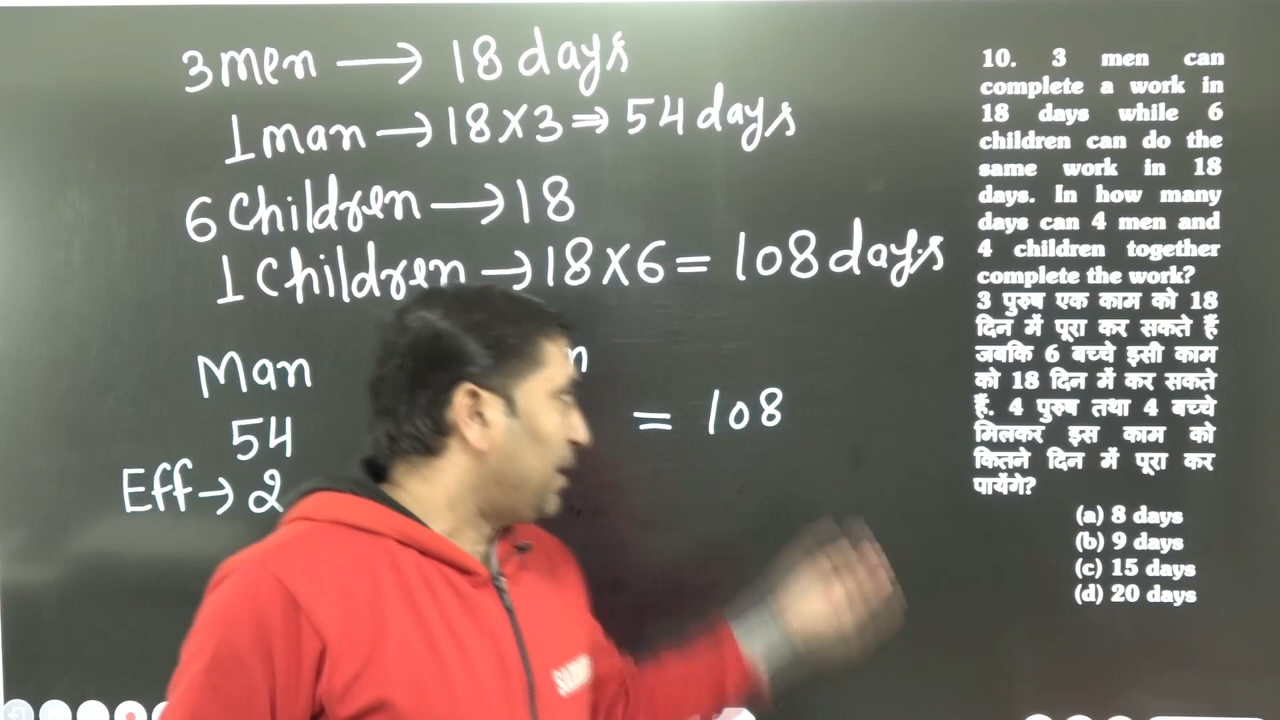 3 men → 18 days
1 man → 18×3 ⇒ 54 days
6 Children → 18
1 Children → 18×6 = 108 days
Man
54 = 108
Eff → 2
10. 3 men can
complete a work in
18 days while 6
children can do the
same work in 18
days. In how many
days can 4 men and
4 children together
complete the work?
3 पुरुष एक काम को 18
दिन में पूरा कर सकते हैं
जबकि 6 बच्चे इसी काम
को 18 दिन में कर सकते
हैं. 4 पुरुष तथा 4 बच्चे
मिलकर इस काम को
कितने दिन में पूरा कर
पायेंगे?
(a) 8 days
(b) 9 days
(c) 15 days
(d) 20 days